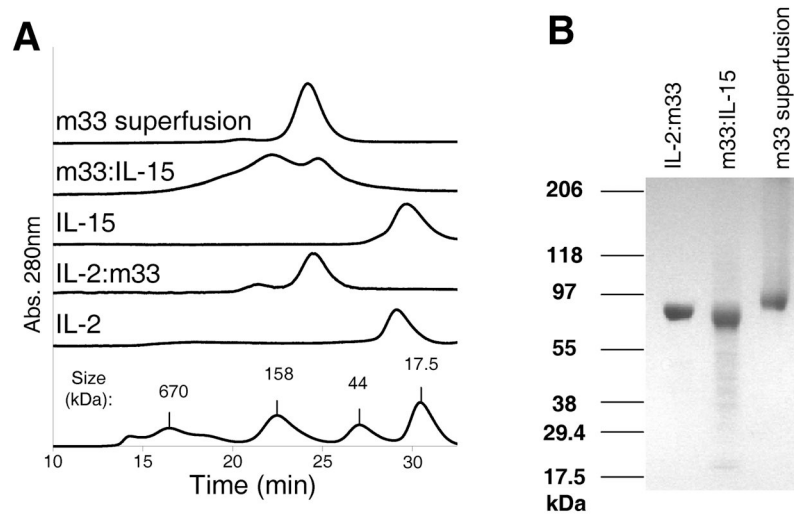 A
m33 superfusion
m33:IL-15
IL-15
IL-2:m33
IL-2
Abs. 280nm
Size
(kDa):
670
158
44
17.5
10
15
20
25
30
Time (min)
B
IL-2:m33
m33:IL-15
m33 superfusion
206
118
97
55
38
29.4
17.5
kDa